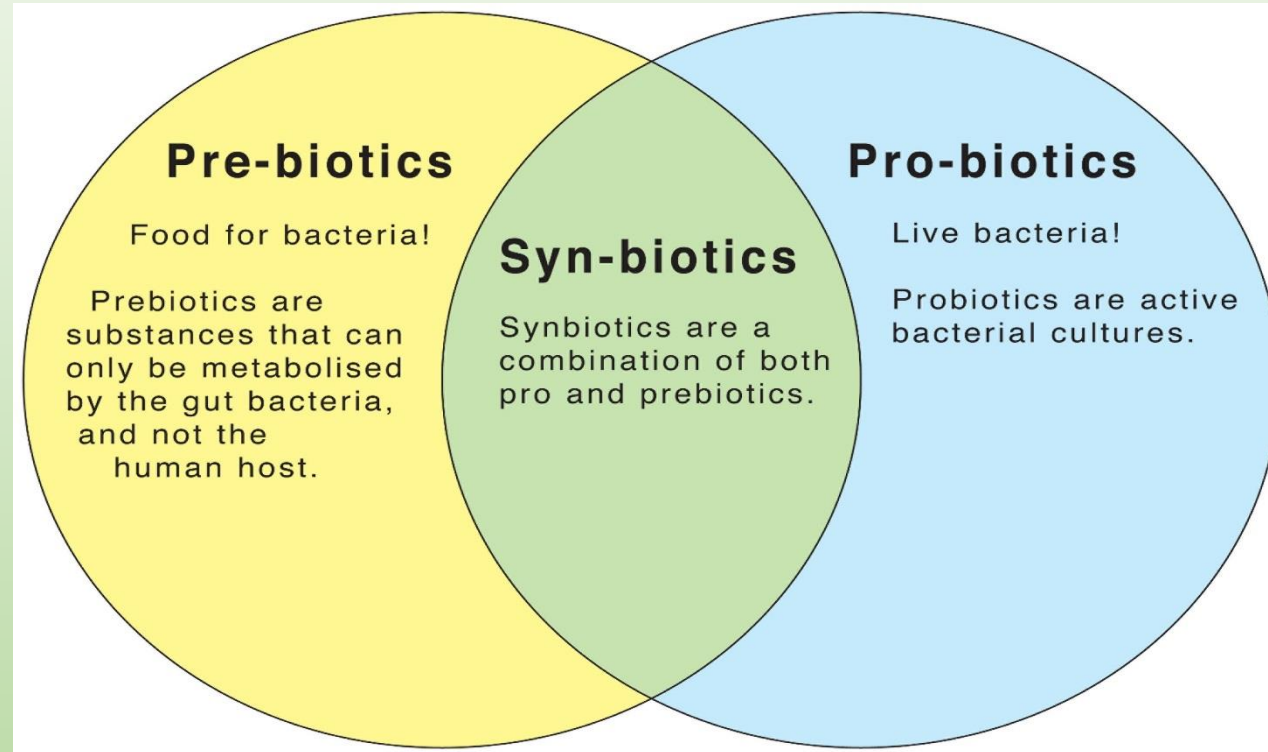 Pre-biotics
Food for bacteria!
Prebiotics are
substances that can
only be metabolised
by the gut bacteria,
and not the
human host.
Syn-biotics
Synbiotics are a
combination of both
pro and prebiotics.
Pro-biotics
Live bacteria!
Probiotics are active
bacterial cultures.